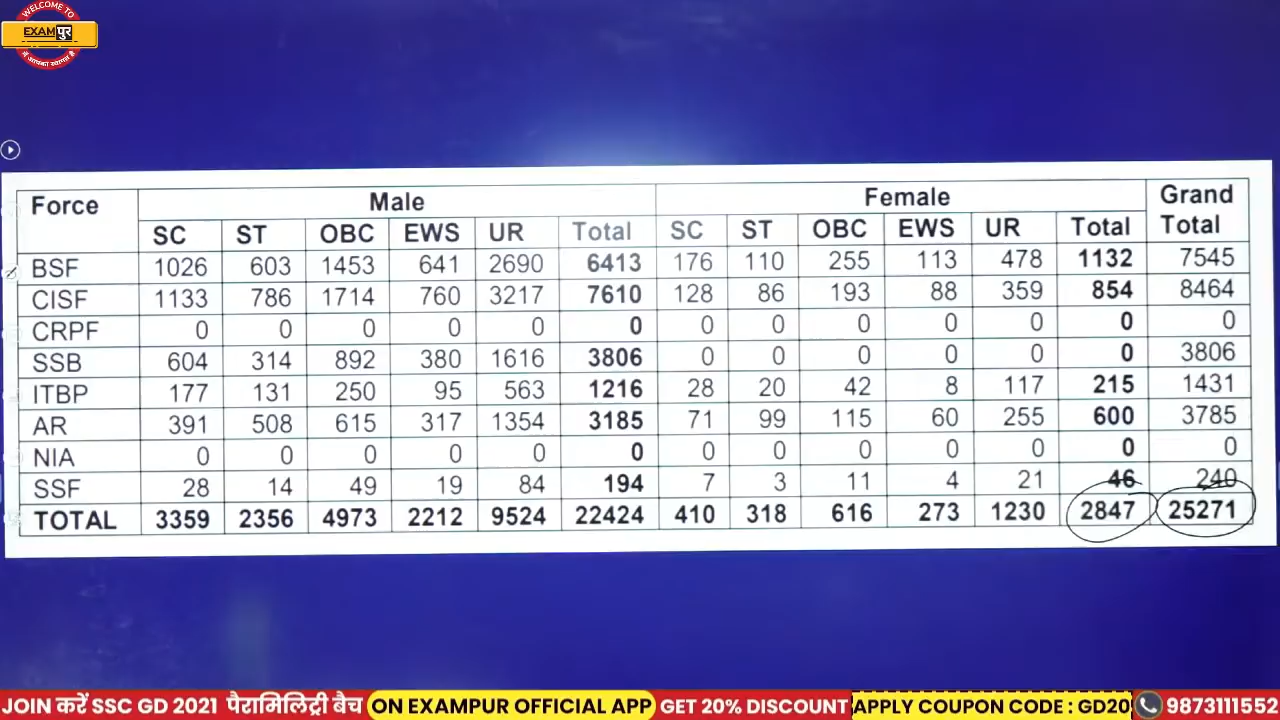 WELCOME TO
EXAMपुर
Force Male Female Grand Total
SC ST OBC EWS UR Total SC ST OBC EWS UR Total
BSF 1026 603 1453 641 2690 6413 176 110 255 113 478 1132 7545
CISF 1133 786 1714 760 3217 7610 128 86 193 88 359 854 8464
CRPF 0 0 0 0 0 0 0 0 0 0 0 0 0
SSB 604 314 892 380 1616 3806 0 0 0 0 0 0 3806
ITBP 177 131 250 95 563 1216 28 20 42 8 117 215 1431
AR 391 508 615 317 1354 3185 71 99 115 60 255 600 3785
NIA 0 0 0 0 0 0 0 0 0 0 0 0 0
SSF 28 14 49 19 84 194 7 3 11 4 21 46 240
TOTAL 3359 2356 4973 2212 9524 22424 410 318 616 273 1230 2847 25271
JOIN करें SSC GD 2021 पैरामिलिट्री बैच ON EXAMPUR OFFICIAL APP GET 20% DISCOUNT APPLY COUPON CODE : GD20 9873111552